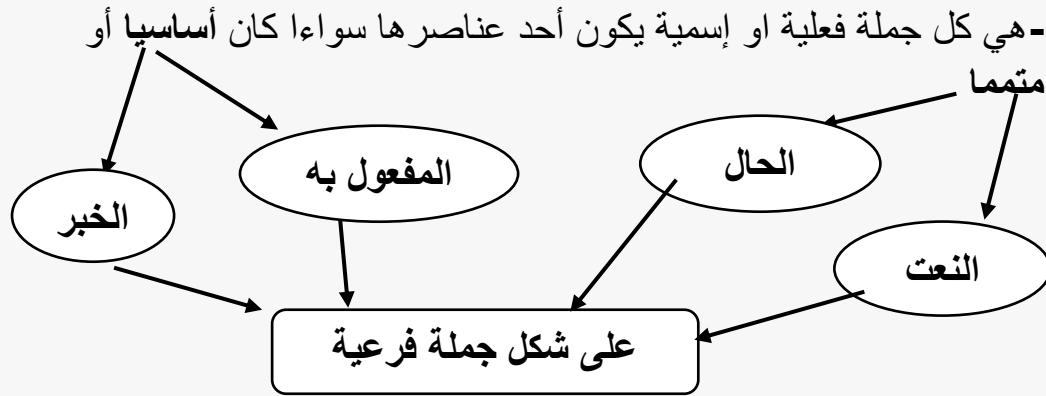 -هي كل جملة فعلية او إسمية يكون أحد عناصرها سواءا كان أساسيا أو
متمما
الحال
المفعول به
الخبر
النعت
على شكل جملة فرعية